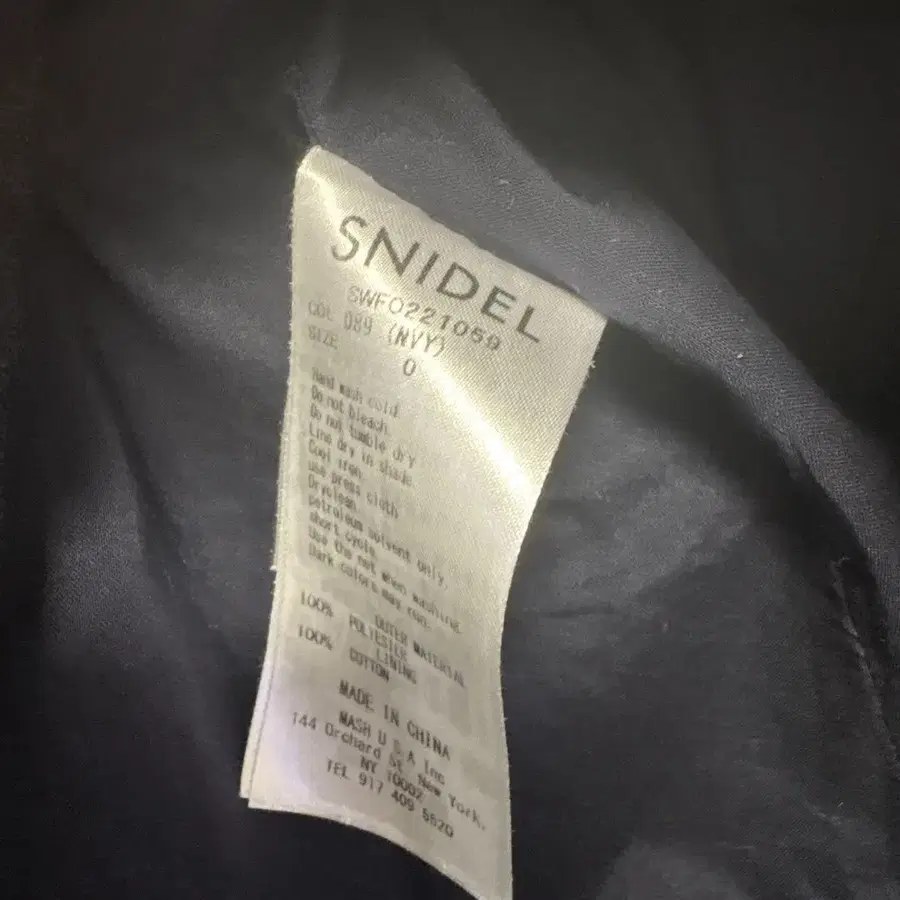 SNIDEL
SWFO221059
COL 089 (NVY)
SIZE 0
Hand wash cold
Do not bleach
Do not tumble dry
Line dry in shade
Cool iron
use press cloth
Dryclean
petroleum solvent only
short cycle
Use the net when washing.
Dark colors may run.
OUTER MATERIAL
100% POLYESTER
LINING
100% COTTON
MADE IN CHINA
MASH U S A Inc
144 Orchard St. New York,
NY 10002
TEL 917 409 5620